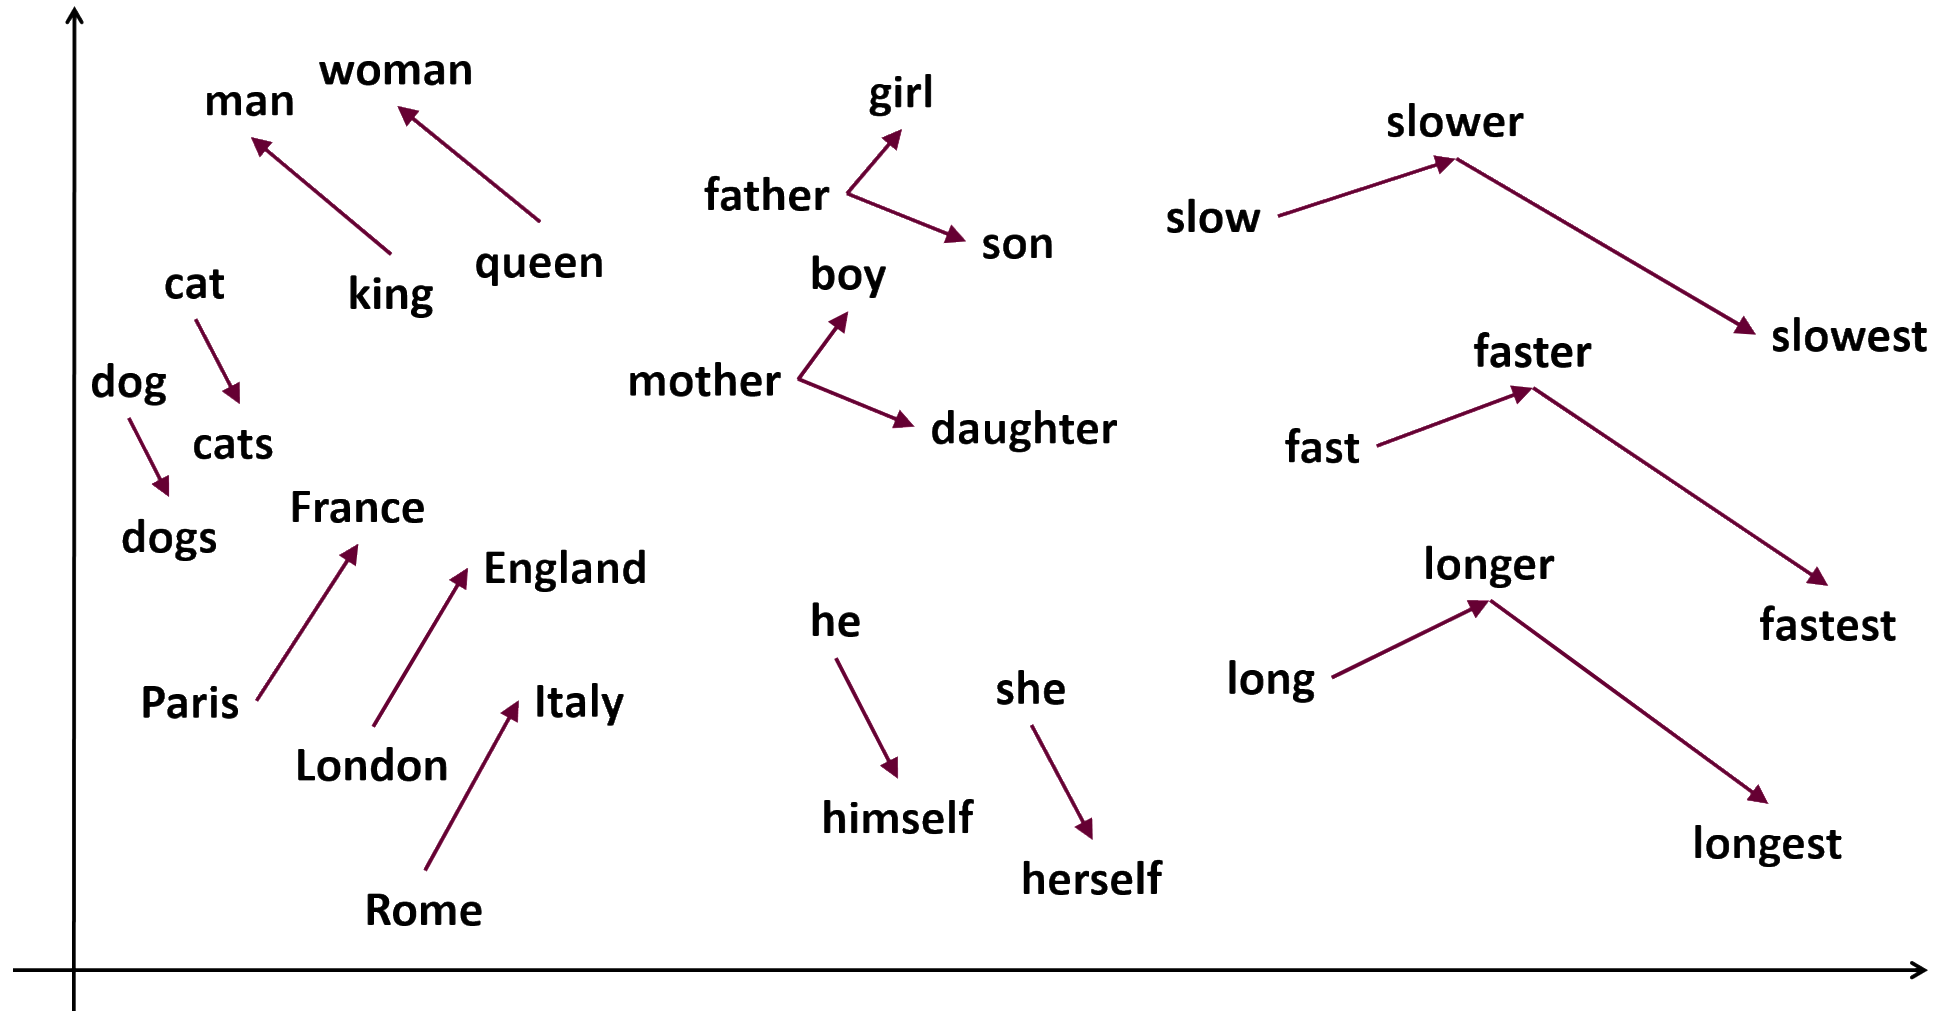 woman
man
girl
slower
father
slow
son
queen
boy
cat
king
slowest
faster
dog
mother
daughter
cats
fast
France
dogs
England
longer
he
fastest
long
she
Paris
Italy
London
himself
longest
herself
Rome